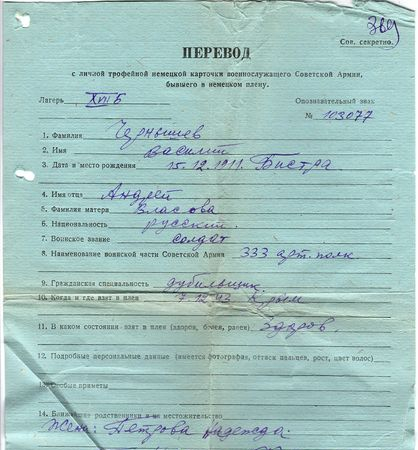 369
Сов. секретно.
ПЕРЕВОД
с личной трофейной немецкой карточки военнослужащего Советской Армии,
бывшего в немецком плену.
Лагерь XVII Б Опознавательный знак
№ 103077
1. Фамилия Чернышев
2. Имя Василий
3. Дата и место рождения 15.12.1911. Быстра
4. Имя отца Андрей
5. Фамилия матери Власова
6. Национальность русский.
7. Воинское звание солдат
8. Наименование воинской части Советской Армии 333 арт. полк
9. Гражданская специальность дубильщик
10. Когда и где взят в плен 7.12.43 Крым
11. В каком состоянии взят в плен (здоров, болен, ранен) Здоров.
12. Подробные персональные данные (имеется фотография, оттиск пальцев, рост, цвет волос)
13. Особые приметы
14. Ближайшие родственники и их местожительство
Жена: Петрова Надежда.